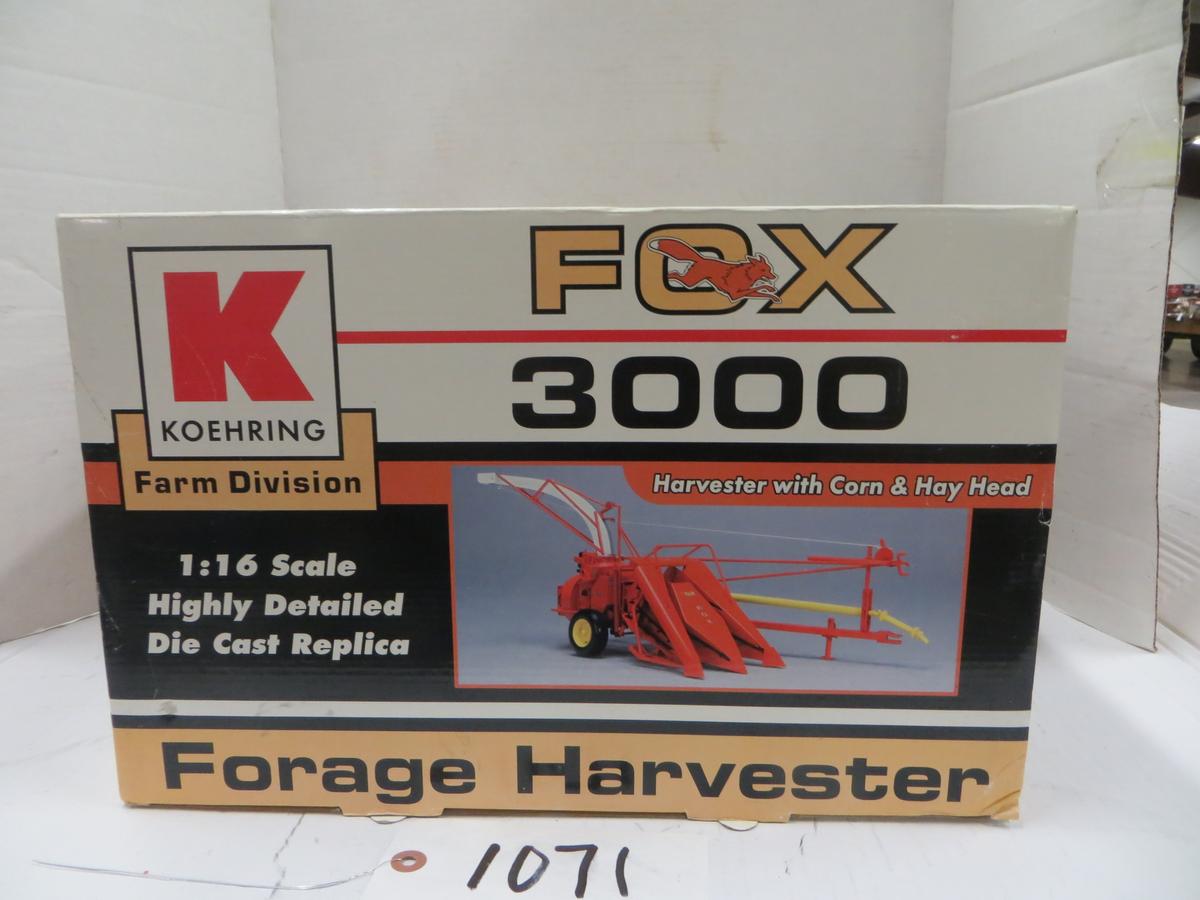 FOX
3000
K
KOEHRING
Farm Division
Harvester with Corn & Hay Head
1:16 Scale
Highly Detailed
Die Cast Replica
Forage Harvester
1071